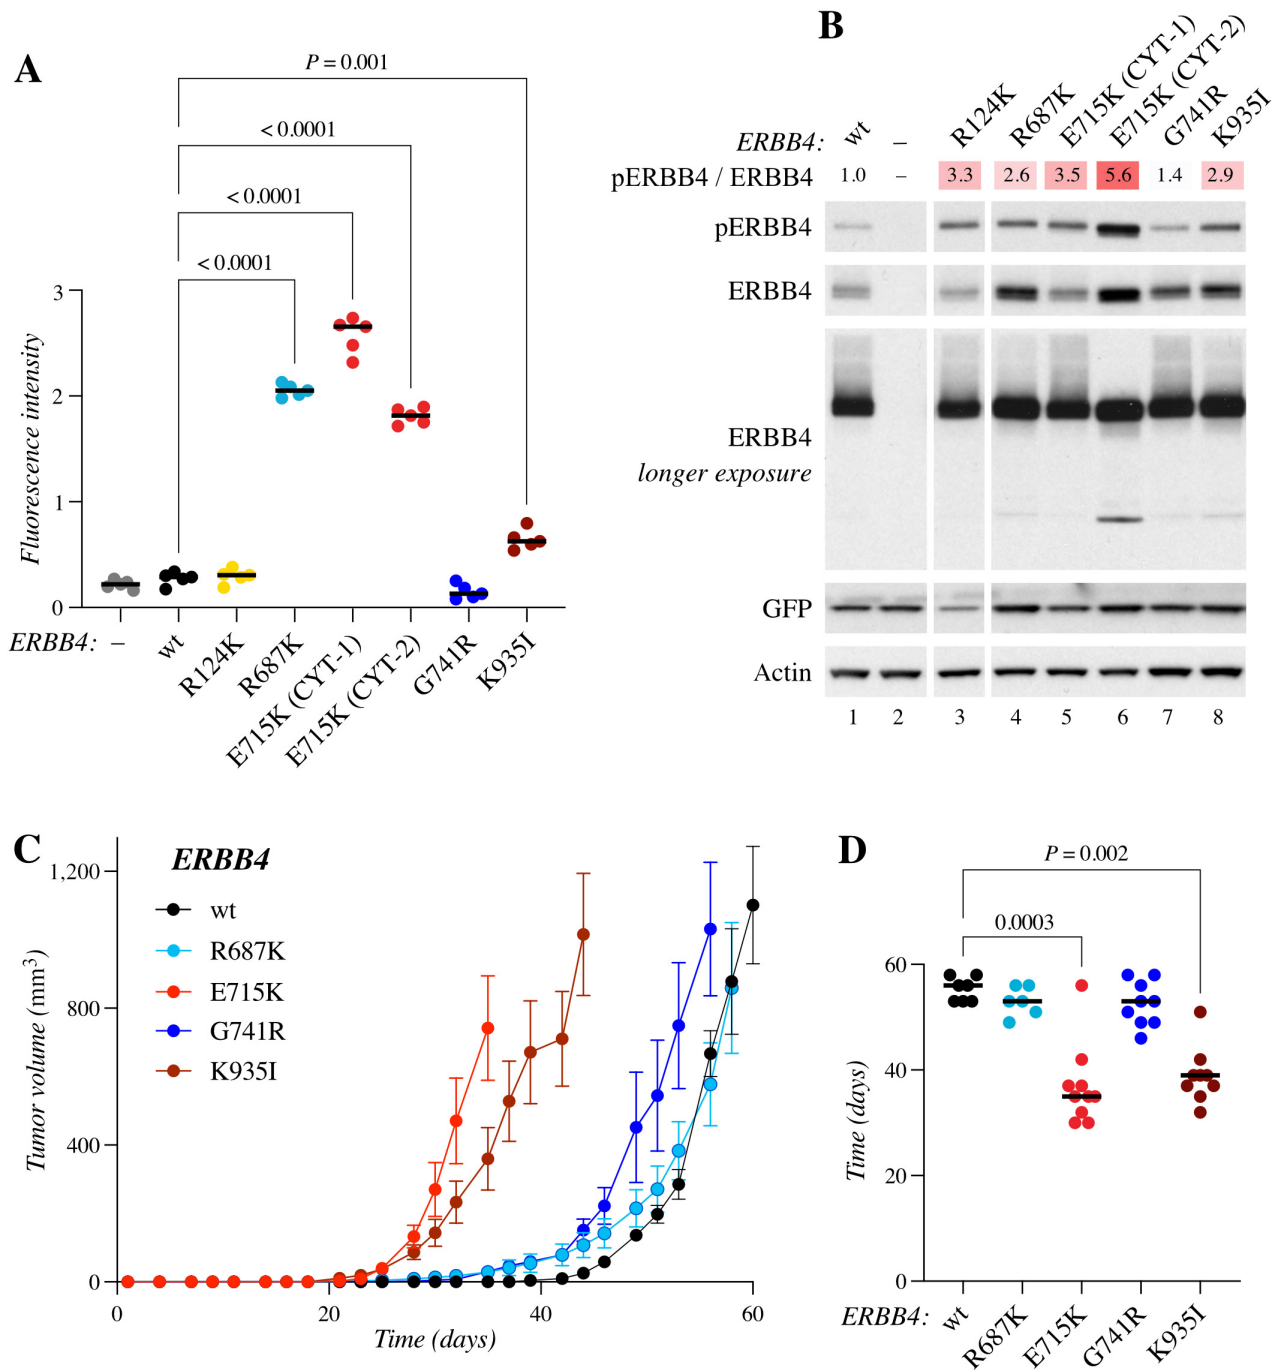 A
P = 0.001
< 0.0001
< 0.0001
< 0.0001
Fluorescence intensity
3
2
1
0
ERBB4: – wt R124K R687K E715K (CYT-1) E715K (CYT-2) G741R K935I
B
ERBB4: wt – R124K R687K E715K (CYT-1) E715K (CYT-2) G741R K935I
pERBB4 / ERBB4 1.0 – 3.3 2.6 3.5 5.6 1.4 2.9
pERBB4
ERBB4
ERBB4
longer exposure
GFP
Actin
1 2 3 4 5 6 7 8
C
ERBB4
wt
R687K
E715K
G741R
K935I
Tumor volume (mm³)
1,200
800
400
0
0 20 40 60
Time (days)
D
P = 0.002
0.0003
Time (days)
60
40
20
0
ERBB4: wt R687K E715K G741R K935I